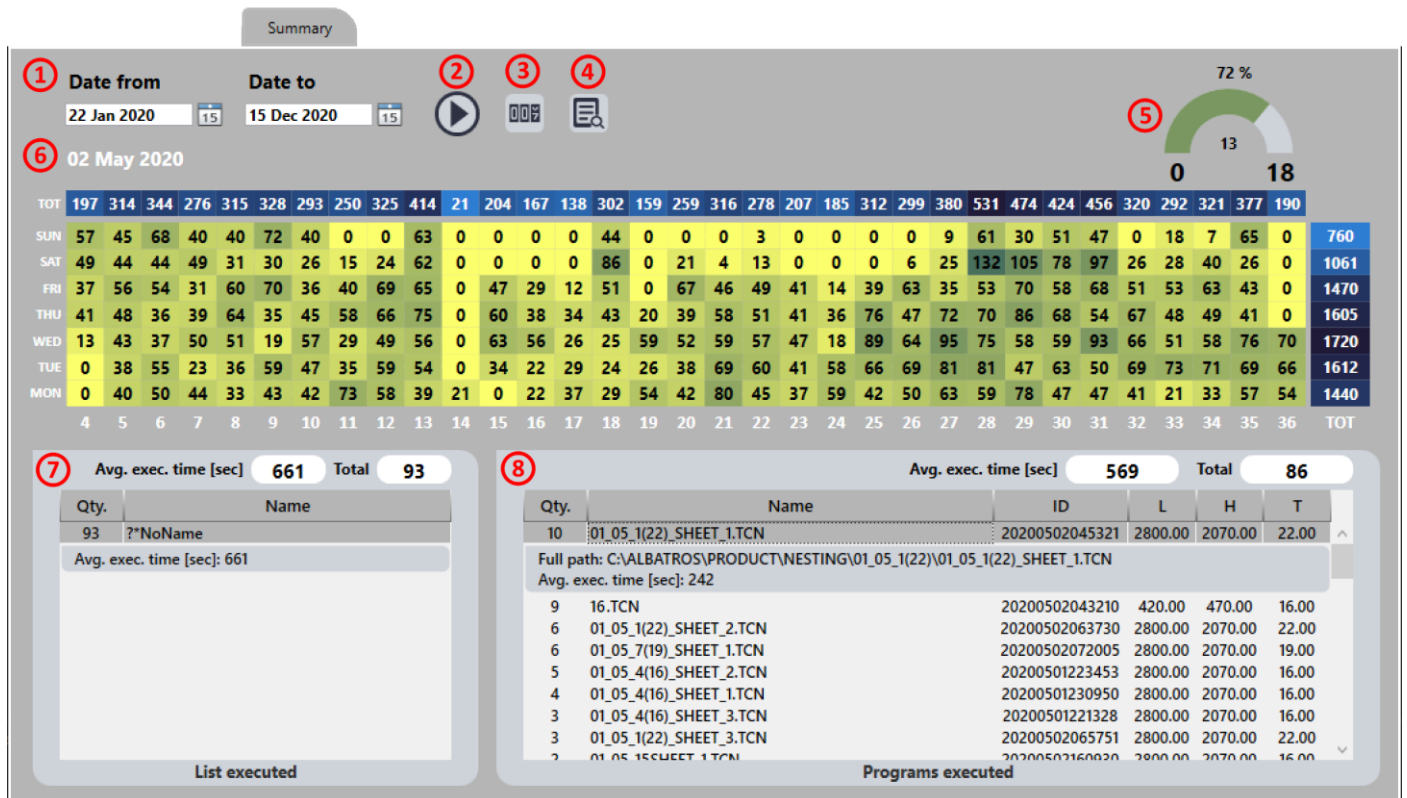 Summary
1 Date from Date to 2 3 4 72 %
22 Jan 2020 15 15 Dec 2020 15 007 5 13
6 02 May 2020 0 18
TOT 197 314 344 276 315 328 293 250 325 414 21 204 167 138 302 159 259 316 278 207 185 312 299 380 531 474 424 456 320 292 321 377 190
SUN 57 45 68 40 40 72 40 0 0 63 0 0 0 0 44 0 0 0 3 0 0 0 0 9 61 30 51 47 0 18 7 65 0 760
SAT 49 44 44 49 31 30 26 15 24 62 0 0 0 0 86 0 21 4 13 0 0 0 6 25 132 105 78 97 26 28 40 26 0 1061
FRI 37 56 54 31 60 70 36 40 69 65 0 47 29 12 51 0 67 46 49 41 14 39 63 35 53 70 58 68 51 53 63 43 0 1470
THU 41 48 36 39 64 35 45 58 66 75 0 60 38 34 43 20 39 58 51 41 36 76 47 72 70 86 68 54 67 48 49 41 0 1605
WED 13 43 37 50 51 19 57 29 49 56 0 63 56 26 25 59 52 59 57 47 18 89 64 95 75 58 59 93 66 51 58 76 70 1720
TUE 0 38 55 23 36 59 47 35 59 54 0 34 22 29 24 26 38 69 60 41 58 66 69 81 81 47 63 50 69 73 71 69 66 1612
MON 0 40 50 44 33 43 42 73 58 39 21 0 22 37 29 54 42 80 45 37 59 42 50 63 59 78 47 47 41 21 33 57 54 1440
4 5 6 7 8 9 10 11 12 13 14 15 16 17 18 19 20 21 22 23 24 25 26 27 28 29 30 31 32 33 34 35 36 TOT
7 Avg. exec. time [sec] 661 Total 93
Qty. Name
93 ?*NoName
Avg. exec. time [sec]: 661
List executed
8 Avg. exec. time [sec] 569 Total 86
Qty. Name ID L H T
10 01_05_1(22)_SHEET_1.TCN 20200502045321 2800.00 2070.00 22.00
Full path: C:\ALBATROS\PRODUCT\NESTING\01_05_1(22)\01_05_1(22)_SHEET_1.TCN
Avg. exec. time [sec]: 242
9 16.TCN 20200502043210 420.00 470.00 16.00
6 01_05_1(22)_SHEET_2.TCN 20200502063730 2800.00 2070.00 22.00
6 01_05_7(19)_SHEET_1.TCN 20200502072005 2800.00 2070.00 19.00
5 01_05_4(16)_SHEET_2.TCN 20200501223453 2800.00 2070.00 16.00
4 01_05_4(16)_SHEET_1.TCN 20200501230950 2800.00 2070.00 16.00
3 01_05_4(16)_SHEET_3.TCN 20200501221328 2800.00 2070.00 16.00
3 01_05_1(22)_SHEET_3.TCN 20200502065751 2800.00 2070.00 22.00
2 01_05_15SHEET_1.TCN 20200502160930 2800.00 2070.00 16.00
Programs executed